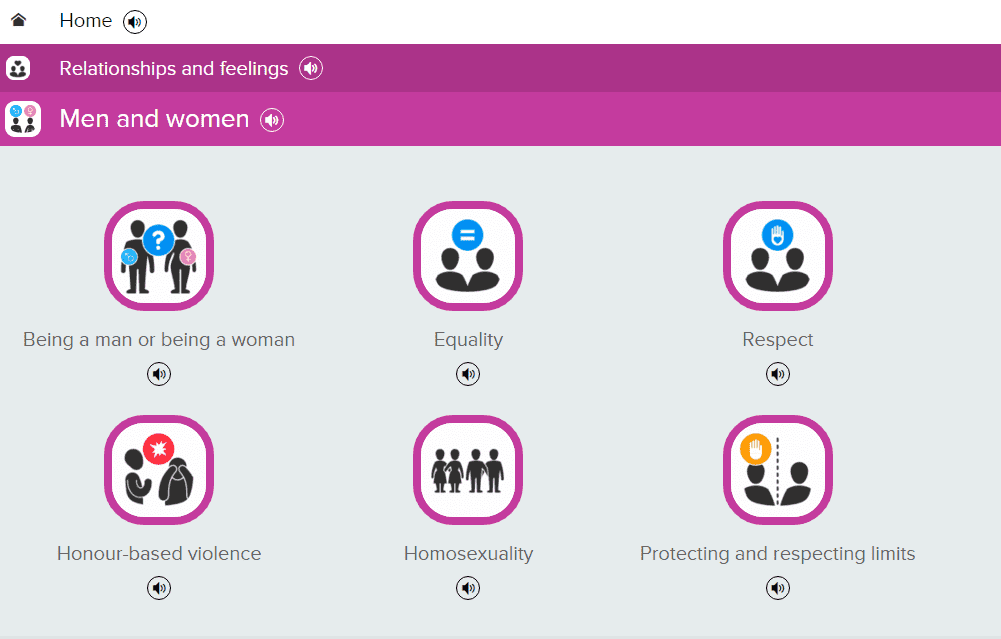 Home
Relationships and feelings
Men and women
?
=
Being a man or being a woman
Equality
Respect
Honour-based violence
Homosexuality
Protecting and respecting limits